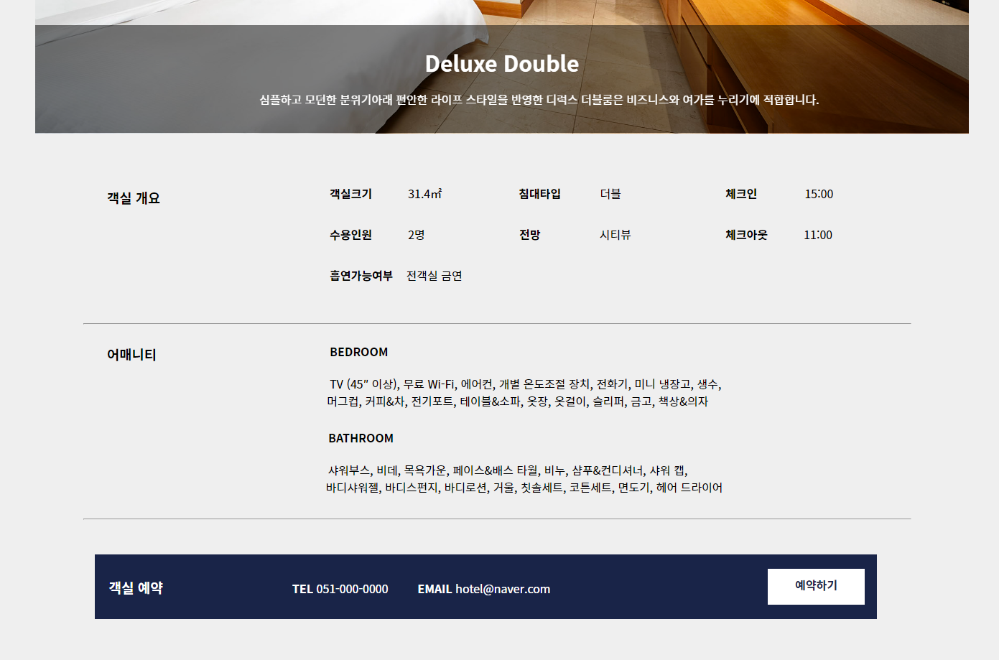 Deluxe Double
심플하고 모던한 분위기아래 편안한 라이프 스타일을 반영한 디럭스 더블룸은 비즈니스와 여가를 누리기에 적합합니다.
객실 개요
객실크기 31.4㎡ 침대타입 더블 체크인 15:00
수용인원 2명 전망 시티뷰 체크아웃 11:00
흡연가능여부 전객실 금연
어매니티
BEDROOM
TV (45″ 이상), 무료 Wi-Fi, 에어컨, 개별 온도조절 장치, 전화기, 미니 냉장고, 생수,
머그컵, 커피&차, 전기포트, 테이블&소파, 옷장, 옷걸이, 슬리퍼, 금고, 책상&의자
BATHROOM
샤워부스, 비데, 목욕가운, 페이스&배스 타월, 비누, 샴푸&컨디셔너, 샤워 캡,
바디샤워젤, 바디스펀지, 바디로션, 거울, 칫솔세트, 코튼세트, 면도기, 헤어 드라이어
객실 예약 TEL 051-000-0000 EMAIL hotel@naver.com 예약하기